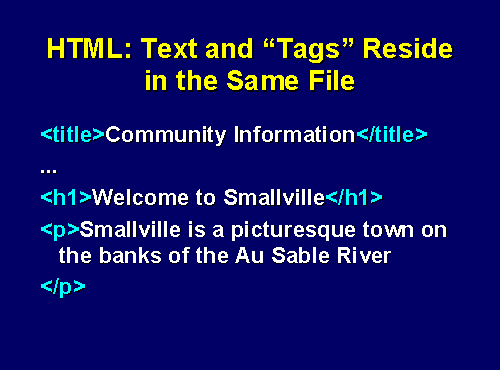 HTML: Text and “Tags” Reside
in the Same File
<title>Community Information</title>
...
<h1>Welcome to Smallville</h1>
<p>Smallville is a picturesque town on
the banks of the Au Sable River
</p>